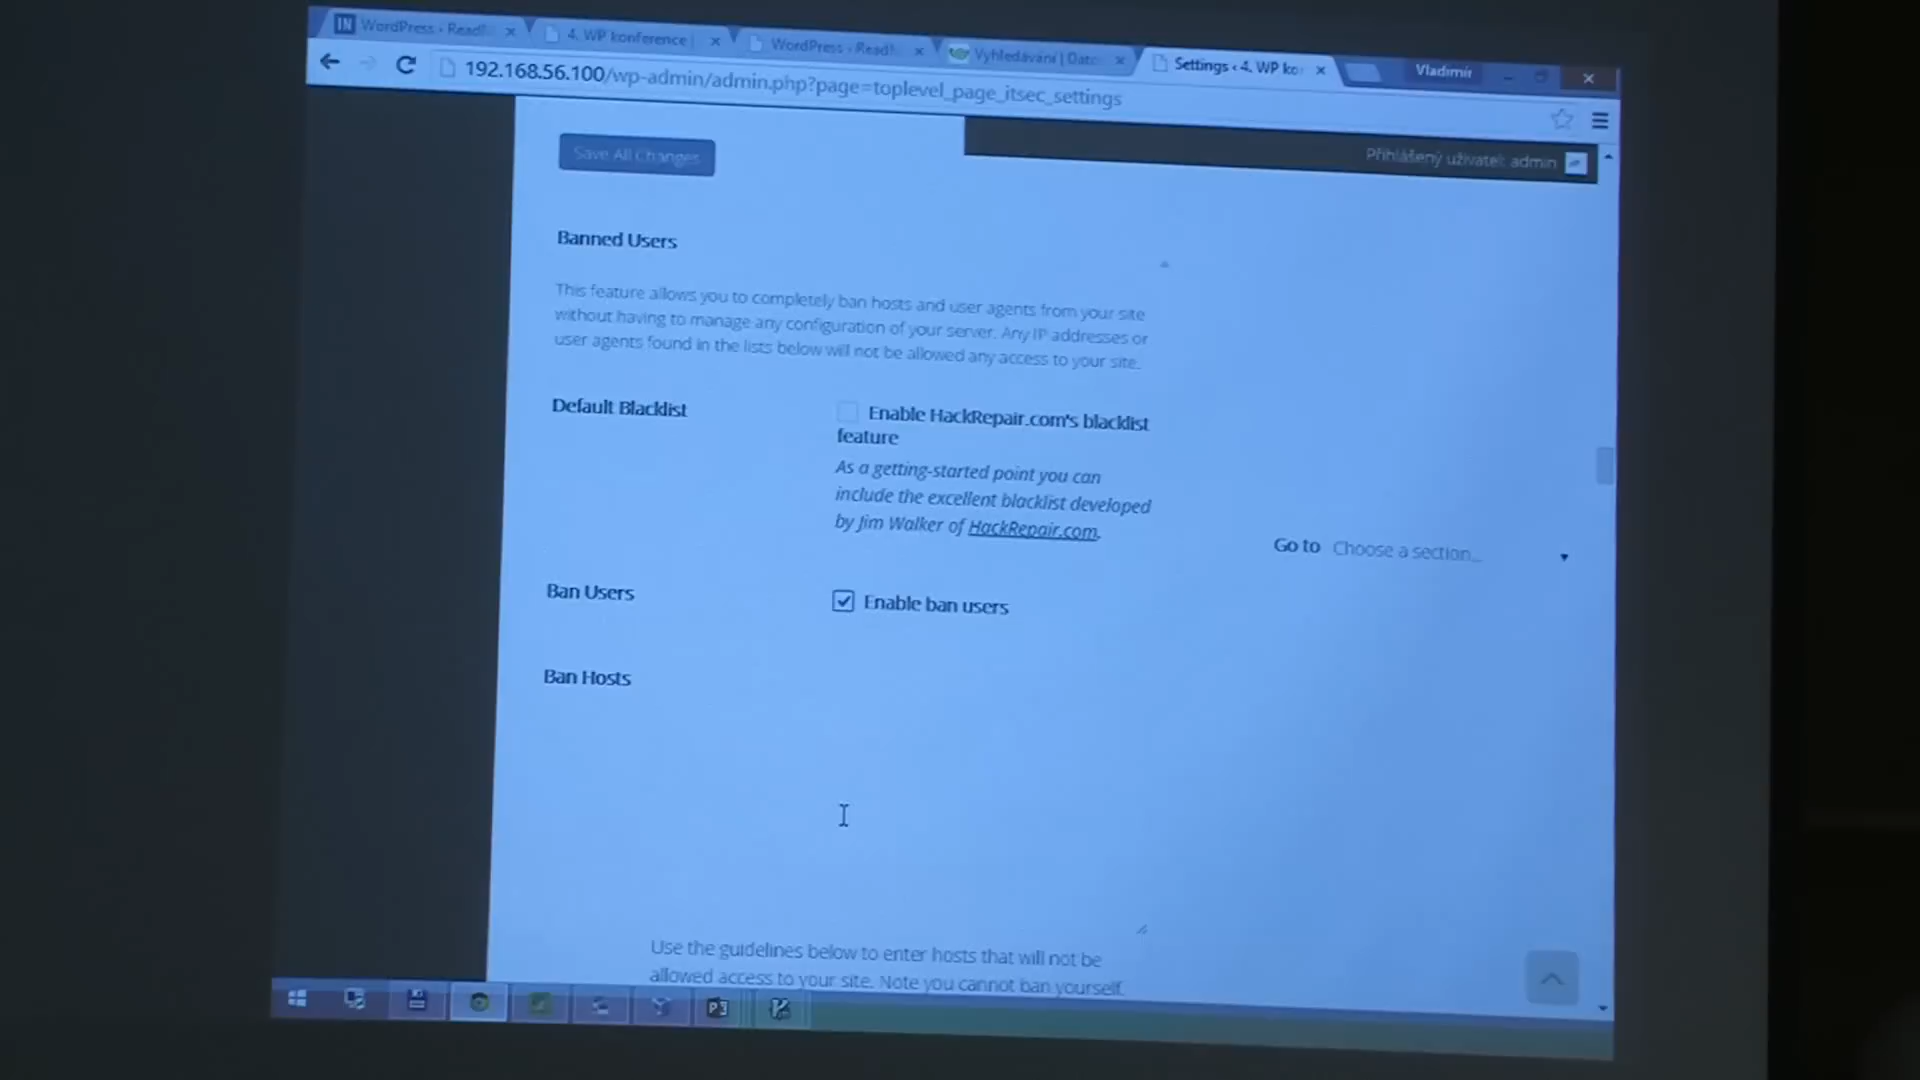 IN WordPress › Readl
4. WP konference |
WordPress › Readl
Vyhledávání | Dato
Settings ‹ 4. WP ko
Vladimír
192.168.56.100/wp-admin/admin.php?page=toplevel_page_itsec_settings
Save All Changes
Přihlášený uživatel: admin
Banned Users
This feature allows you to completely ban hosts and user agents from your site
without having to manage any configuration of your server. Any IP addresses or
user agents found in the lists below will not be allowed any access to your site.
Default Blacklist
Enable HackRepair.com's blacklist
feature
As a getting-started point you can
include the excellent blacklist developed
by Jim Walker of HackRepair.com.
Go to Choose a section...
Ban Users
Enable ban users
Ban Hosts
Use the guidelines below to enter hosts that will not be
allowed access to your site. Note you cannot ban yourself.